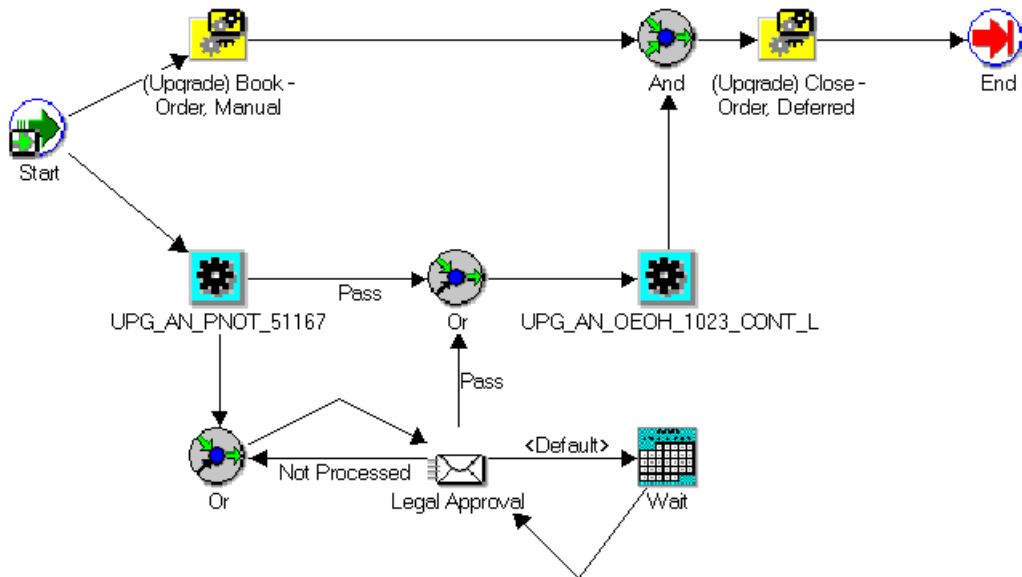 (Upgrade) Book -
Order, Manual
And
(Upgrade) Close -
Order, Deferred
End
Start
Pass
UPG_AN_PNOT_51167
Or
UPG_AN_OEOH_1023_CONT_L
Pass
<Default>
Not Processed
Or
Legal Approval
Wait